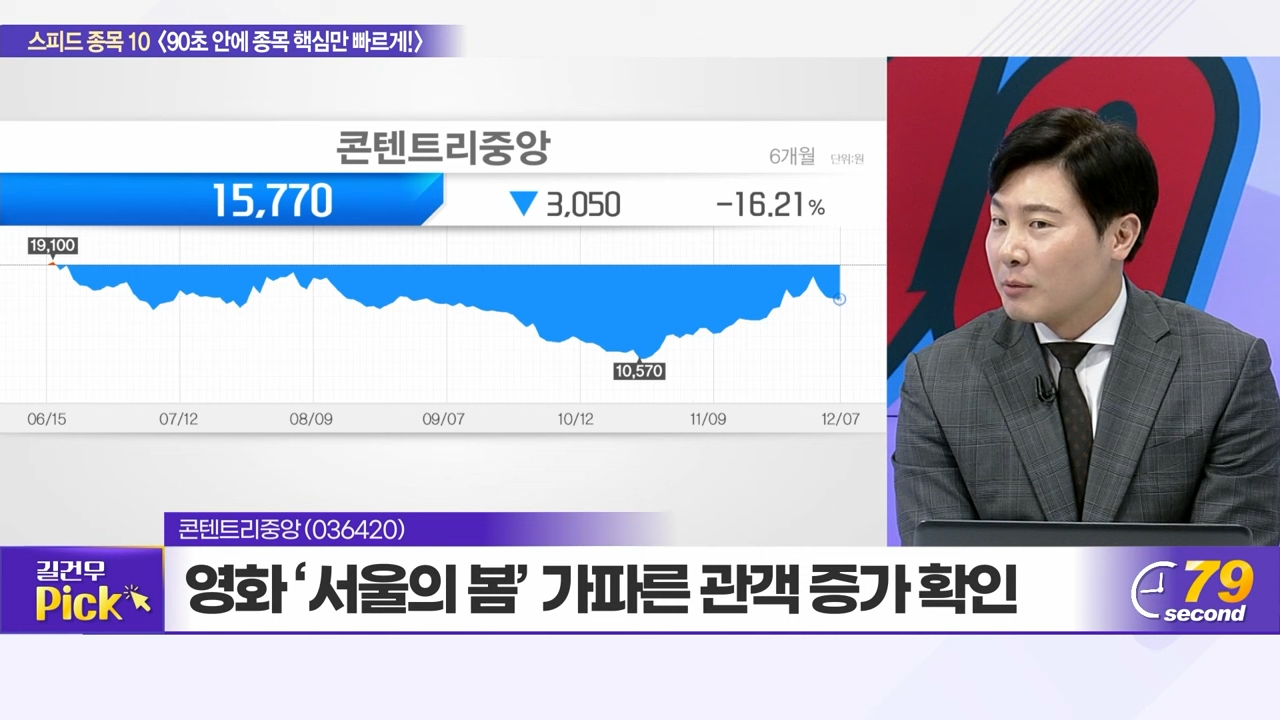 스피드 종목 10 〈90초 안에 종목 핵심만 빠르게!〉
콘텐트리중앙
6개월 단위:원
15,770 ▼ 3,050 -16.21%
19,100
10,570
06/15 07/12 08/09 09/07 10/12 11/09 12/07
콘텐트리중앙(036420)
길건무
Pick
영화 ‘서울의 봄’ 가파른 관객 증가 확인
79
second